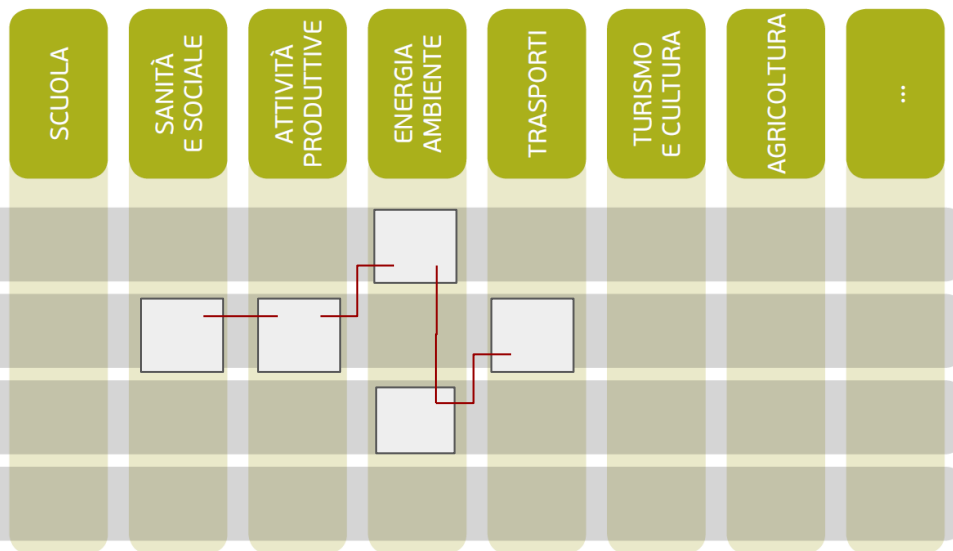 SCUOLA
SANITÀ
E SOCIALE
ATTIVITÀ
PRODUTTIVE
ENERGIA
AMBIENTE
TRASPORTI
TURISMO
E CULTURA
AGRICOLTURA
...